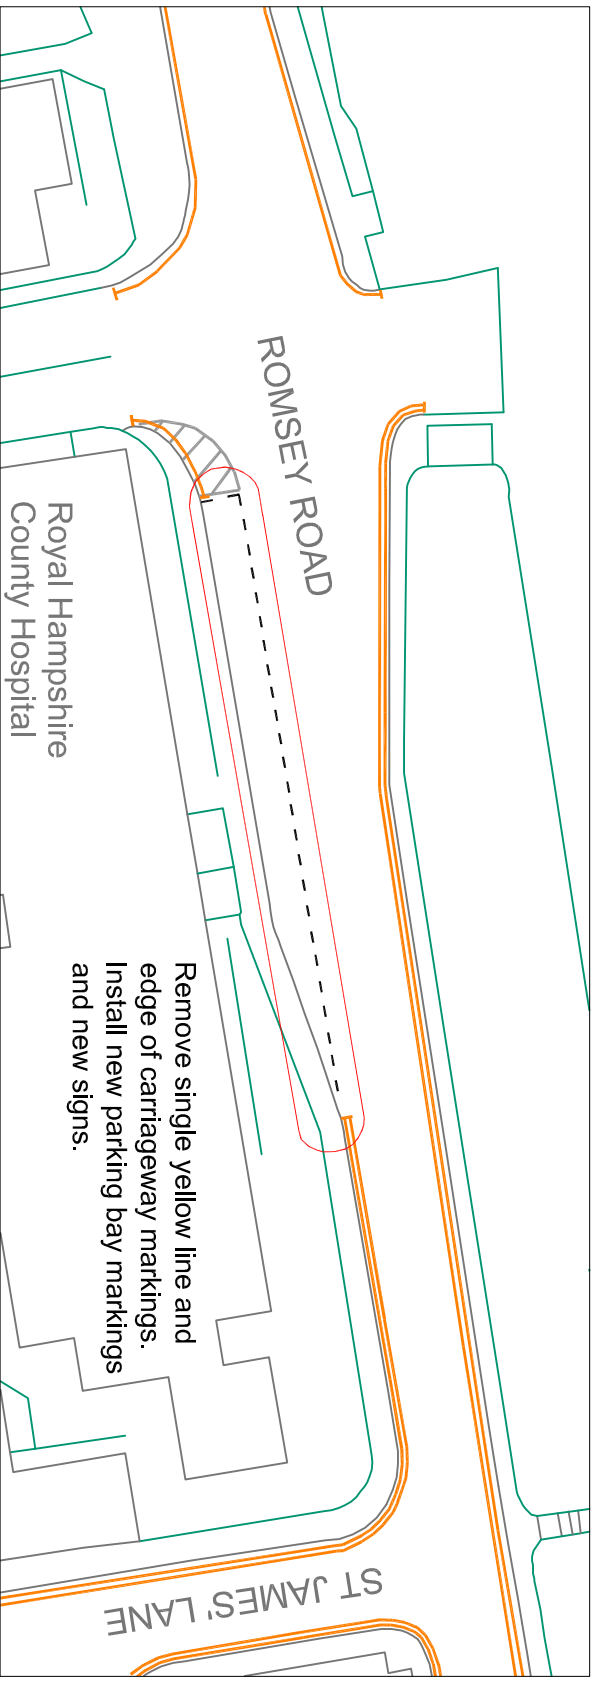 ROMSEY ROAD
Royal Hampshire
County Hospital
Remove single yellow line and
edge of carriageway markings.
Install new parking bay markings
and new signs.
ST JAMES' LANE